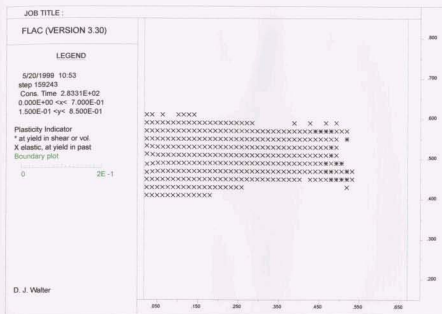 JOB TITLE :
FLAC (VERSION 3.30)
LEGEND
5/20/1999 10:53
step 159243
Cons. Time 2.8331E+02
0.000E+00 <x< 7.000E-01
1.500E-01 <y< 8.500E-01
Plasticity Indicator
* at yield in shear or vol.
X elastic, at yield in past
Boundary plot
0 2E -1
D. J. Walter
.800
.700
.600
.500
.400
.300
.200
.050 .150 .250 .350 .450 .550 .650